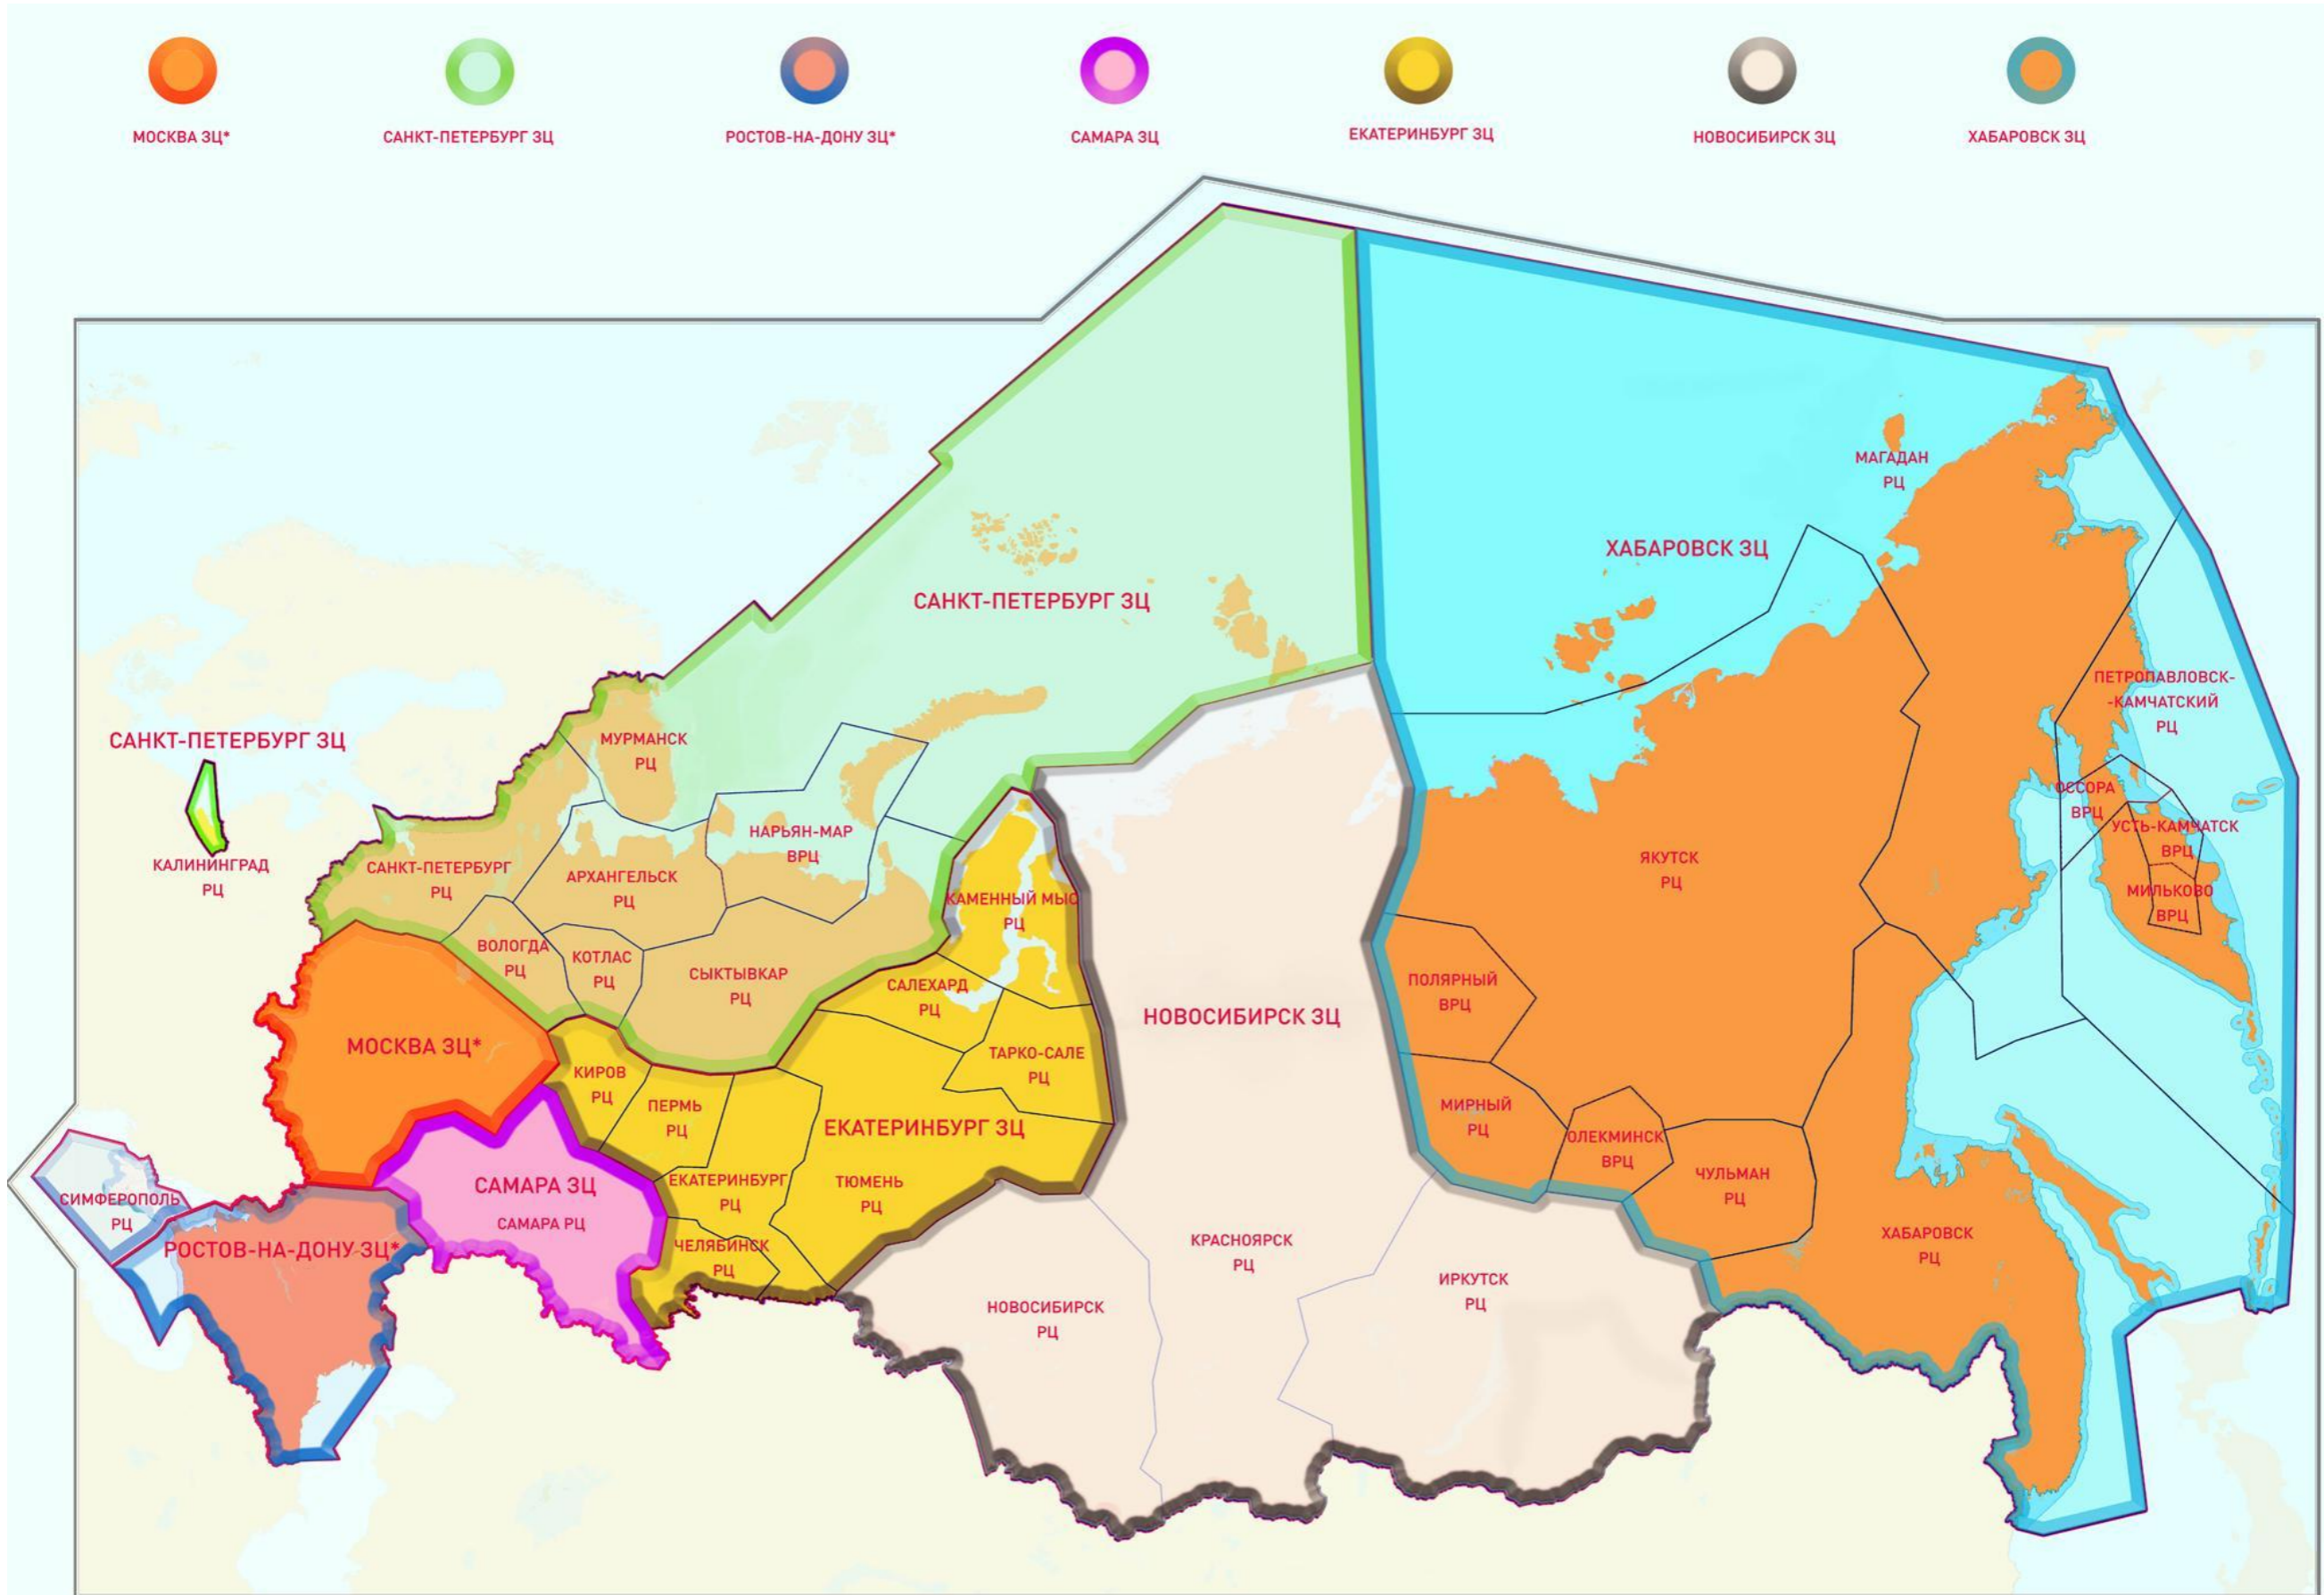 МОСКВА ЗЦ*
САНКТ-ПЕТЕРБУРГ ЗЦ
РОСТОВ-НА-ДОНУ ЗЦ*
САМАРА ЗЦ
ЕКАТЕРИНБУРГ ЗЦ
НОВОСИБИРСК ЗЦ
ХАБАРОВСК ЗЦ
МАГАДАН
РЦ
ХАБАРОВСК ЗЦ
САНКТ-ПЕТЕРБУРГ ЗЦ
ПЕТРОПАВЛОВСК-
-КАМЧАТСКИЙ
РЦ
САНКТ-ПЕТЕРБУРГ ЗЦ
КАЛИНИНГРАД
РЦ
МУРМАНСК
РЦ
НАРЬЯН-МАР
ВРЦ
САНКТ-ПЕТЕРБУРГ
РЦ
АРХАНГЕЛЬСК
РЦ
ВОЛОГДА
РЦ
КОТЛАС
РЦ
СЫКТЫВКАР
РЦ
КАМЕННЫЙ МЫС
РЦ
САЛЕХАРД
РЦ
ТАРКО-САЛЕ
РЦ
ОССОРА
ВРЦ
УСТЬ-КАМЧАТСК
ВРЦ
МИЛЬКОВО
ВРЦ
ЯКУТСК
РЦ
ПОЛЯРНЫЙ
ВРЦ
МИРНЫЙ
РЦ
ОЛЕКМИНСК
ВРЦ
ЧУЛЬМАН
РЦ
ХАБАРОВСК
РЦ
НОВОСИБИРСК ЗЦ
МОСКВА ЗЦ*
КИРОВ
РЦ
ПЕРМЬ
РЦ
ЕКАТЕРИНБУРГ ЗЦ
ЕКАТЕРИНБУРГ
РЦ
ТЮМЕНЬ
РЦ
ЧЕЛЯБИНСК
РЦ
САМАРА ЗЦ
САМАРА РЦ
СИМФЕРОПОЛЬ
РЦ
РОСТОВ-НА-ДОНУ ЗЦ*
НОВОСИБИРСК
РЦ
КРАСНОЯРСК
РЦ
ИРКУТСК
РЦ